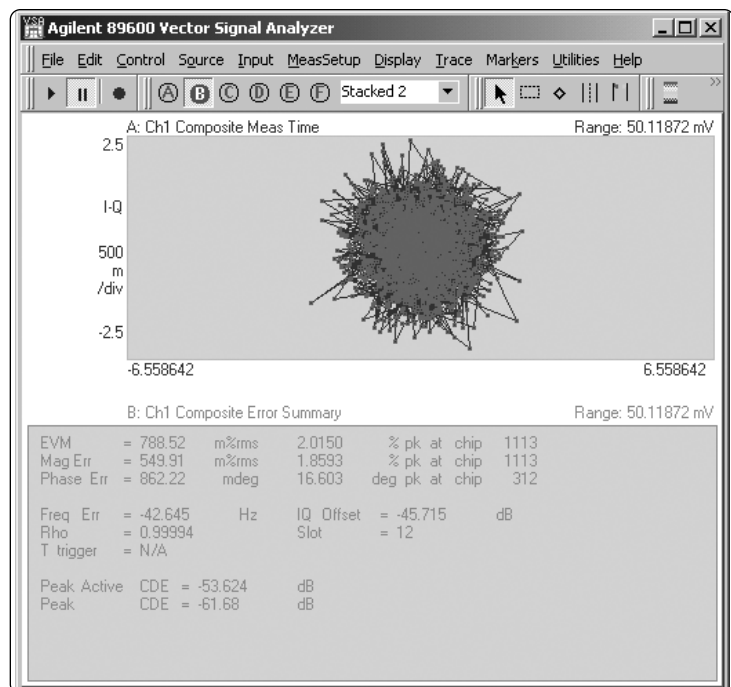 VSA Agilent 89600 Vector Signal Analyzer
File Edit Control Source Input MeasSetup Display Trace Markers Utilities Help
A B C D E F Stacked 2 »
A: Ch1 Composite Meas Time Range: 50.11872 mV
2.5
I-Q
500
m
/div
-2.5
-6.558642 6.558642
B: Ch1 Composite Error Summary Range: 50.11872 mV
EVM = 788.52 m%rms 2.0150 % pk at chip 1113
Mag Err = 549.91 m%rms 1.8593 % pk at chip 1113
Phase Err = 862.22 mdeg 16.603 deg pk at chip 312
Freq Err = -42.645 Hz IQ Offset = -45.715 dB
Rho = 0.99994 Slot = 12
T trigger = N/A
Peak Active CDE = -53.624 dB
Peak CDE = -61.68 dB